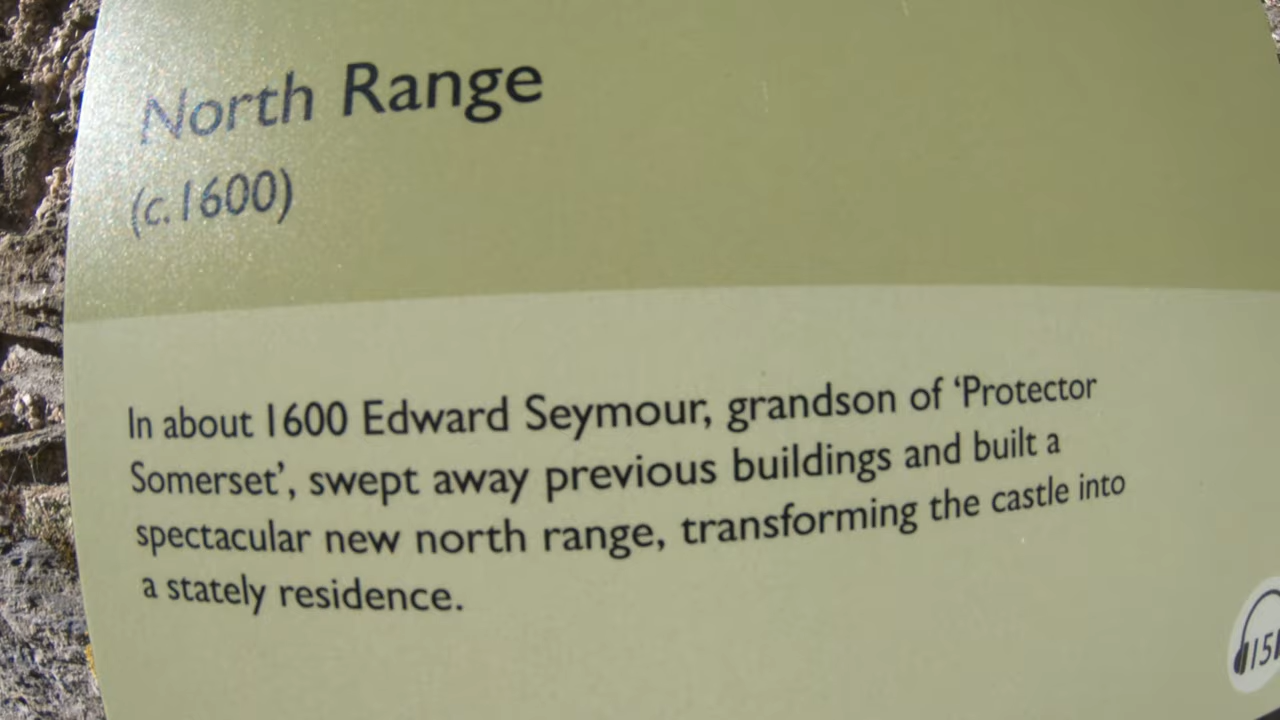 North Range
(c.1600)
In about 1600 Edward Seymour, grandson of ‘Protector
Somerset’, swept away previous buildings and built a
spectacular new north range, transforming the castle into
a stately residence.
15